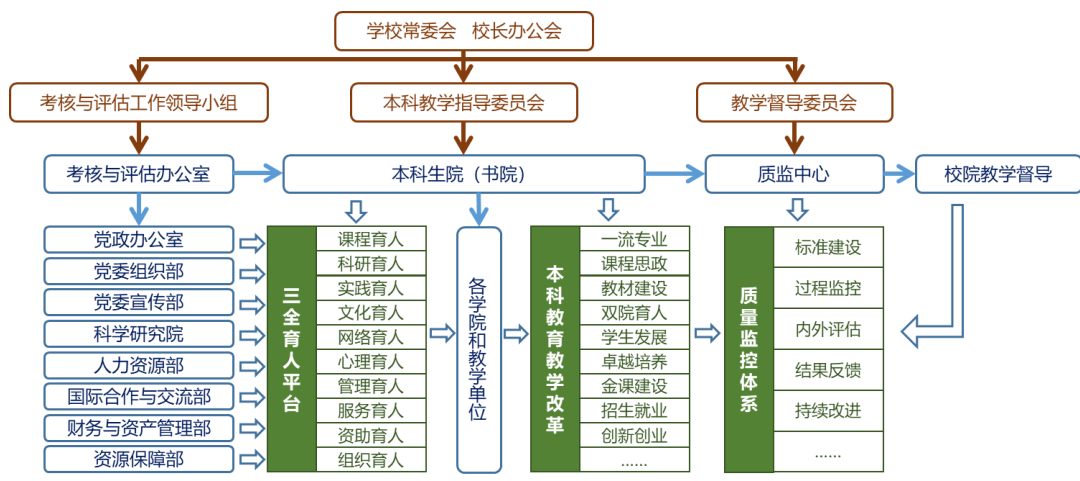 学校常委会 校长办公会
考核与评估工作领导小组
本科教学指导委员会
教学督导委员会
考核与评估办公室
本科生院（书院）
质监中心
校院教学督导
党政办公室
党委组织部
党委宣传部
科学研究院
人力资源部
国际合作与交流部
财务与资产管理部
资源保障部
三全育人平台
课程育人
科研育人
实践育人
文化育人
网络育人
心理育人
管理育人
服务育人
资助育人
组织育人
各学院和教学单位
本科教育教学改革
一流专业
课程思政
教材建设
双院育人
学生发展
卓越培养
金课建设
招生就业
创新创业
……
质量监控体系
标准建设
过程监控
内外评估
结果反馈
持续改进
……